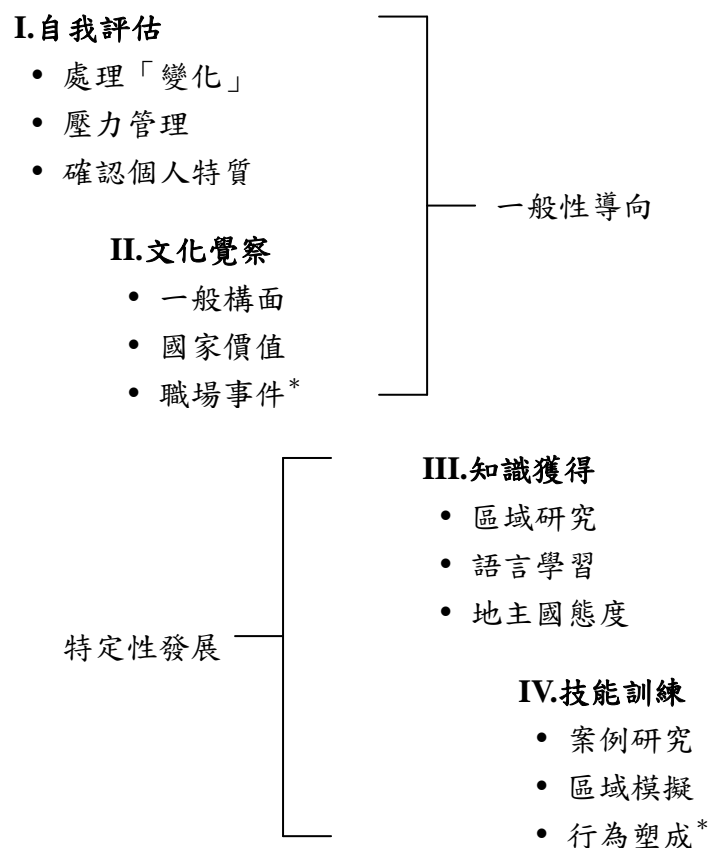 I.自我評估
• 處理「變化」
• 壓力管理
• 確認個人特質
一般性導向
II.文化覺察
• 一般構面
• 國家價值
• 職場事件*
III.知識獲得
• 區域研究
• 語言學習
• 地主國態度
特定性發展
IV.技能訓練
• 案例研究
• 區域模擬
• 行為塑成*